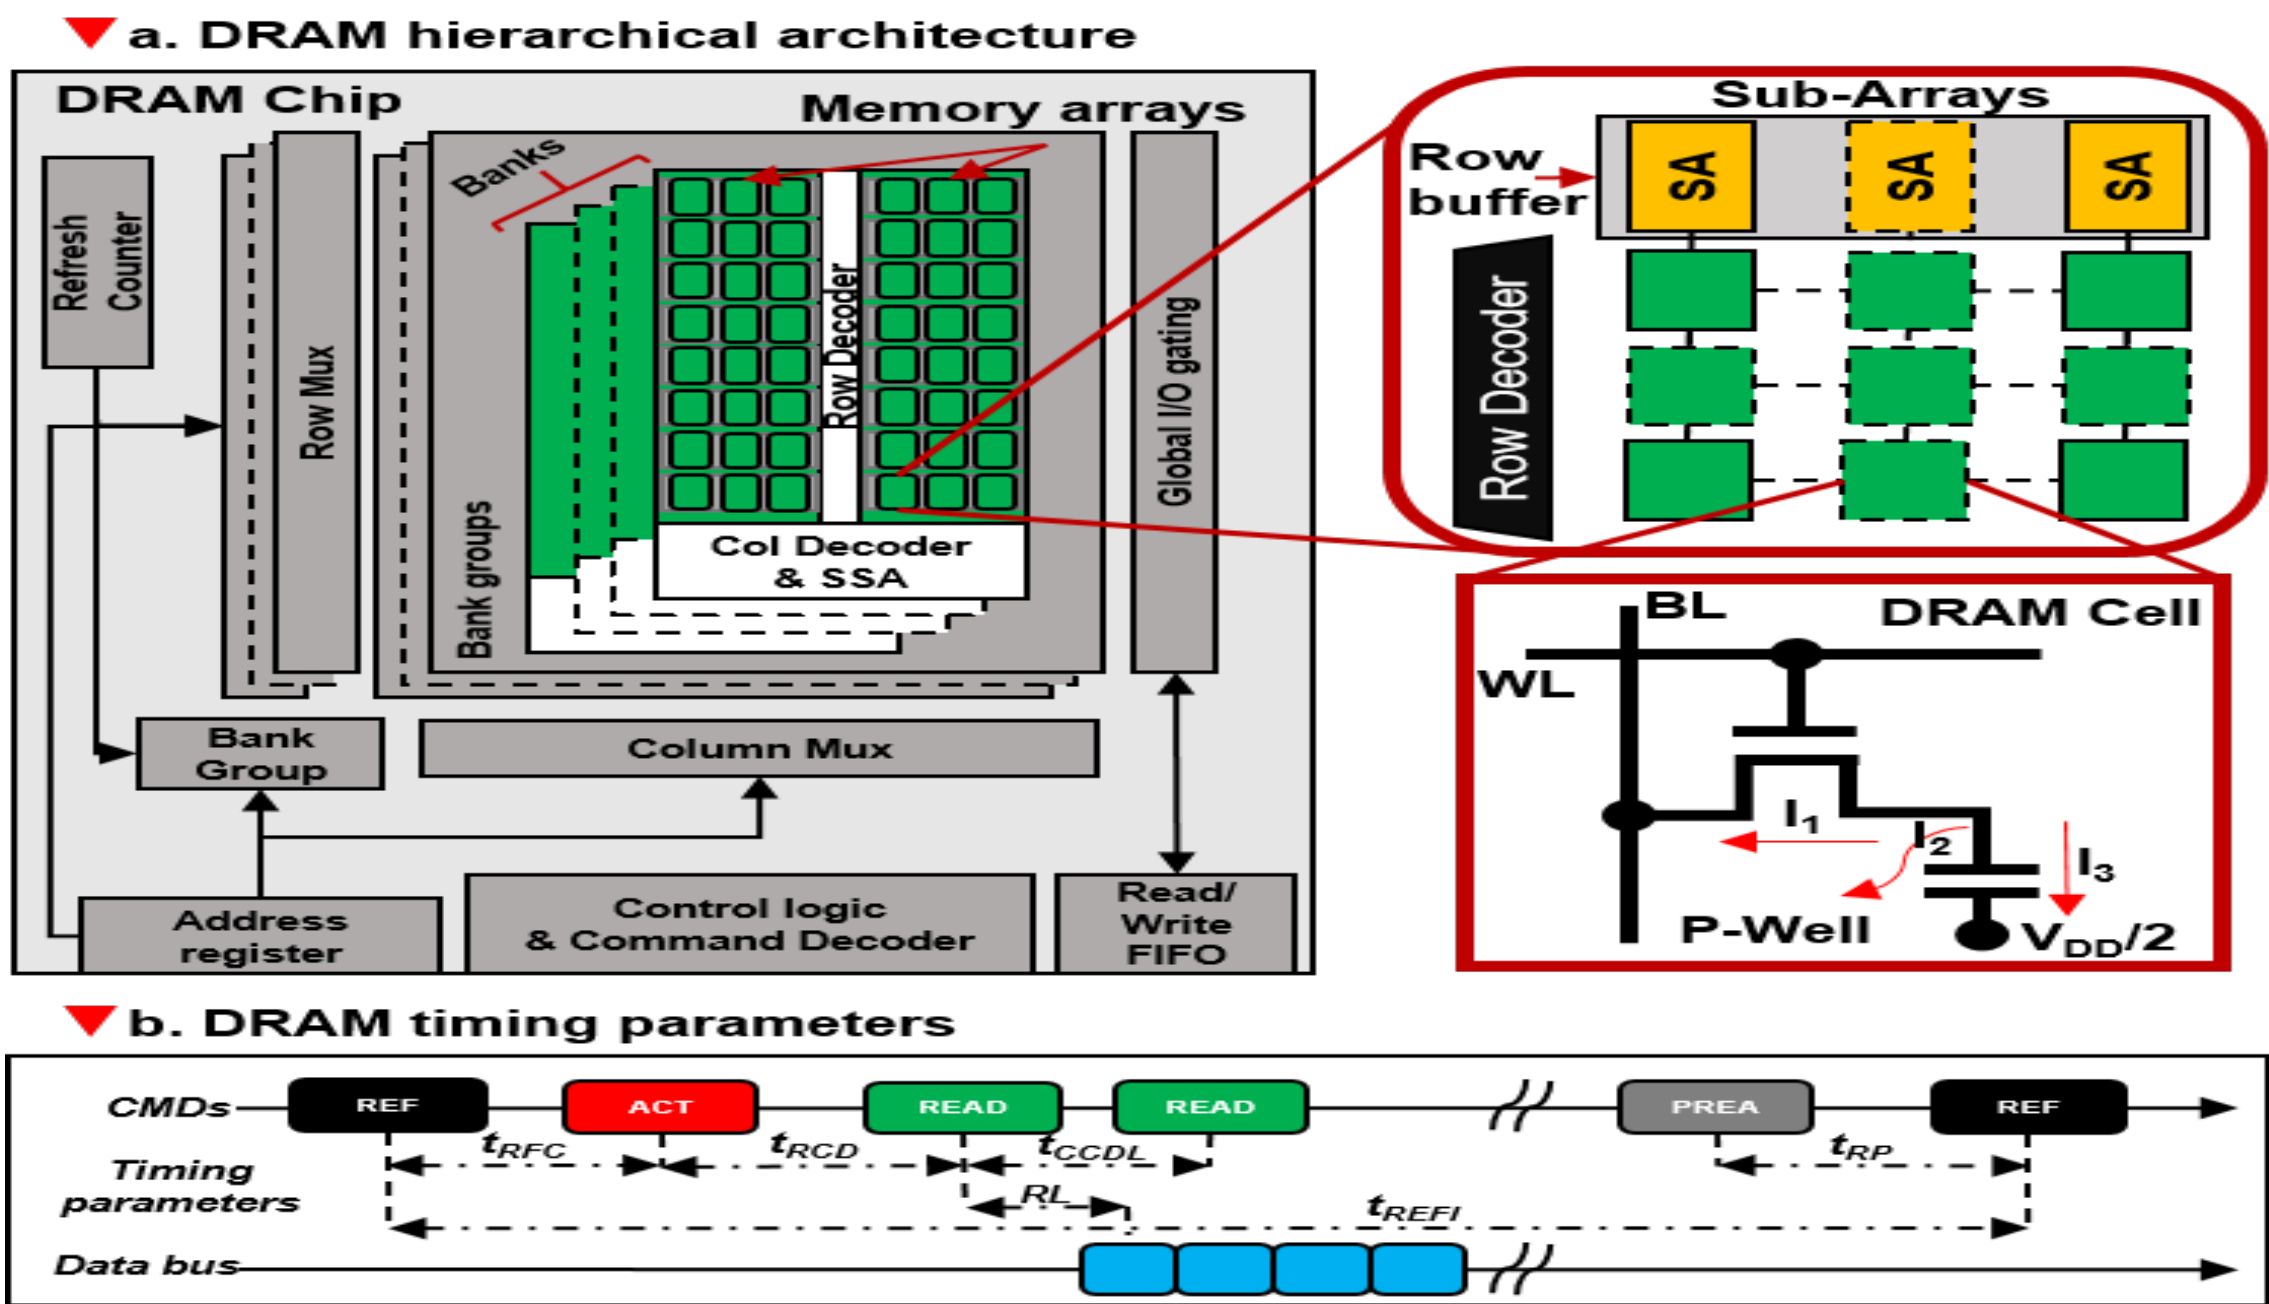 a. DRAM hierarchical architecture
DRAM Chip
Memory arrays
Banks
Refresh
Counter
Row Mux
Bank groups
Row Decoder
Col Decoder
& SSA
Global I/O gating
Bank
Group
Column Mux
Address
register
Control logic
& Command Decoder
Read/
Write
FIFO
Sub-Arrays
Row
buffer
SA
SA
SA
Row Decoder
DRAM Cell
BL
WL
I1
I2
I3
P-Well
VDD/2
b. DRAM timing parameters
CMDs
REF
ACT
READ
READ
PREA
REF
Timing
parameters
tRFC
tRCD
tCCDL
tRP
RL
tREFI
Data bus